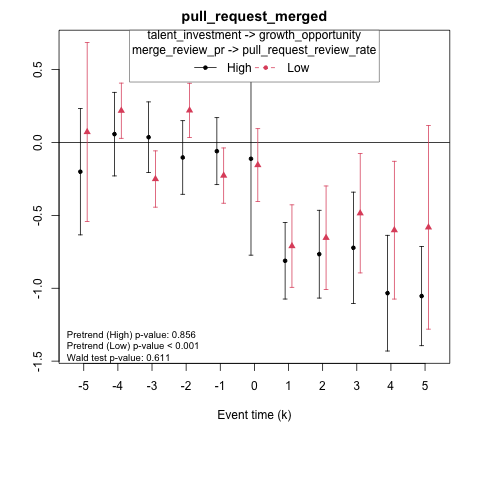 pull_request_merged
talent_investment -> growth_opportunity
merge_review_pr -> pull_request_review_rate
High Low
0.5
0.0
-0.5
-1.0
-1.5
Pretrend (High) p-value: 0.856
Pretrend (Low) p-value < 0.001
Wald test p-value: 0.611
-5 -4 -3 -2 -1 0 1 2 3 4 5
Event time (k)